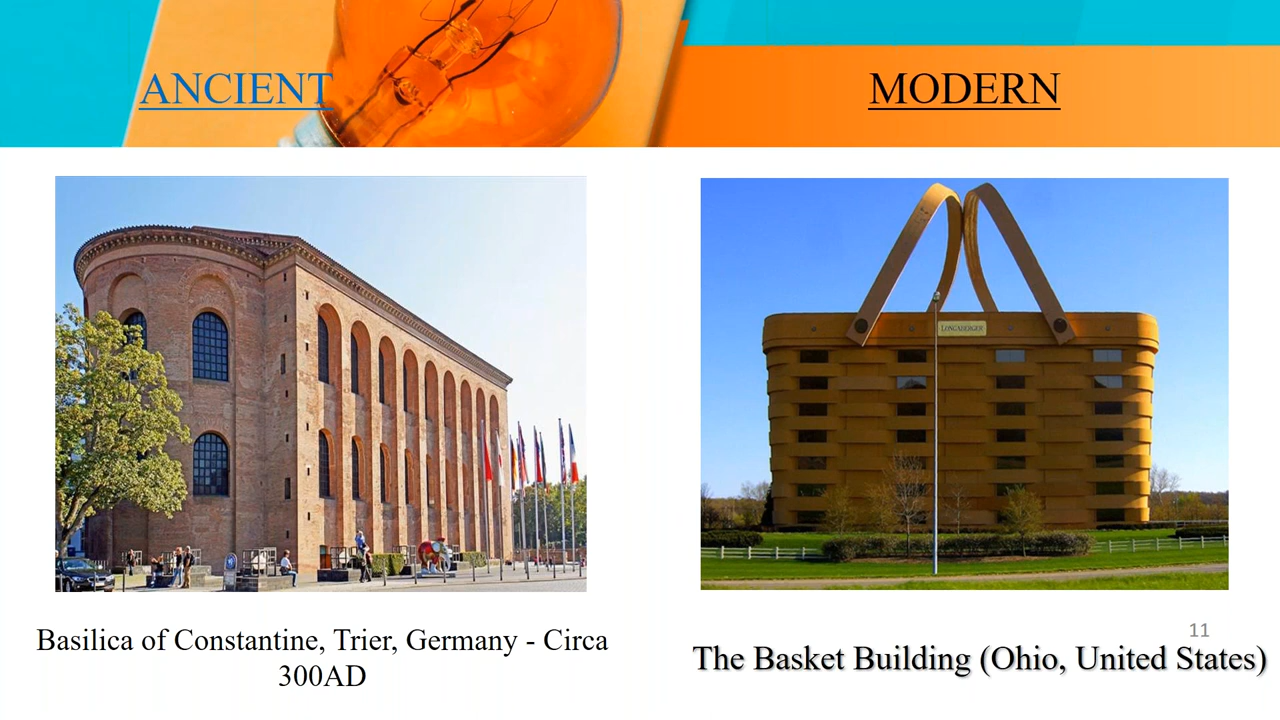 ANCIENT
MODERN
LONGABERGER
Basilica of Constantine, Trier, Germany - Circa
300AD
11
The Basket Building (Ohio, United States)